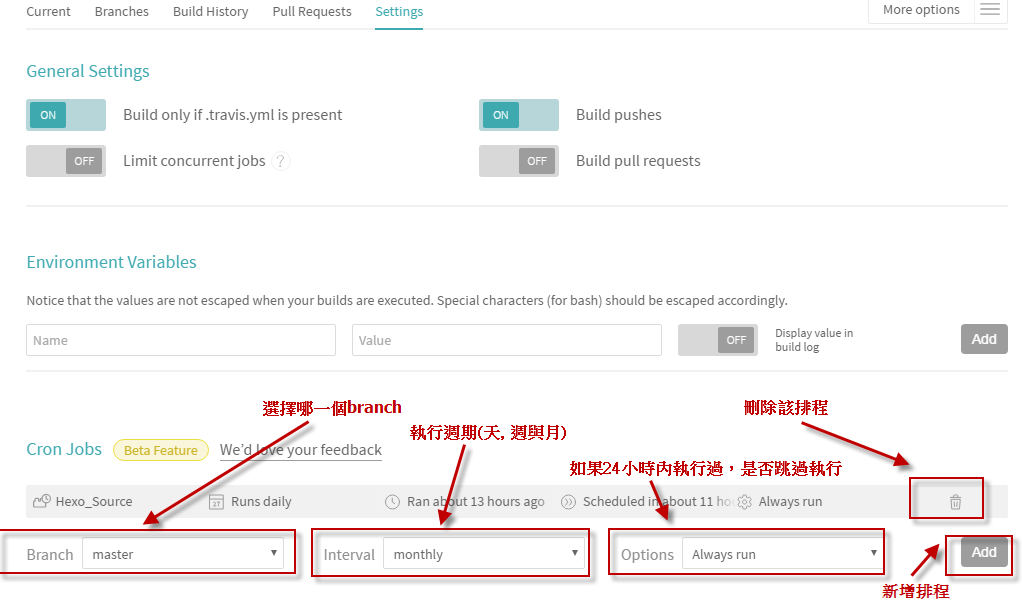 Current Branches Build History Pull Requests Settings More options
General Settings
ON Build only if .travis.yml is present ON Build pushes
OFF Limit concurrent jobs ? OFF Build pull requests
Environment Variables
Notice that the values are not escaped when your builds are executed. Special characters (for bash) should be escaped accordingly.
Name Value OFF Display value in
build log Add
選擇哪一個branch
刪除該排程
執行週期(天, 週與月)
Cron Jobs Beta Feature We'd love your feedback
如果24小時內執行過，是否跳過執行
Hexo_Source Runs daily Ran about 13 hours ago Scheduled in about 11 ho Always run
Branch master Interval monthly Options Always run Add
新增排程